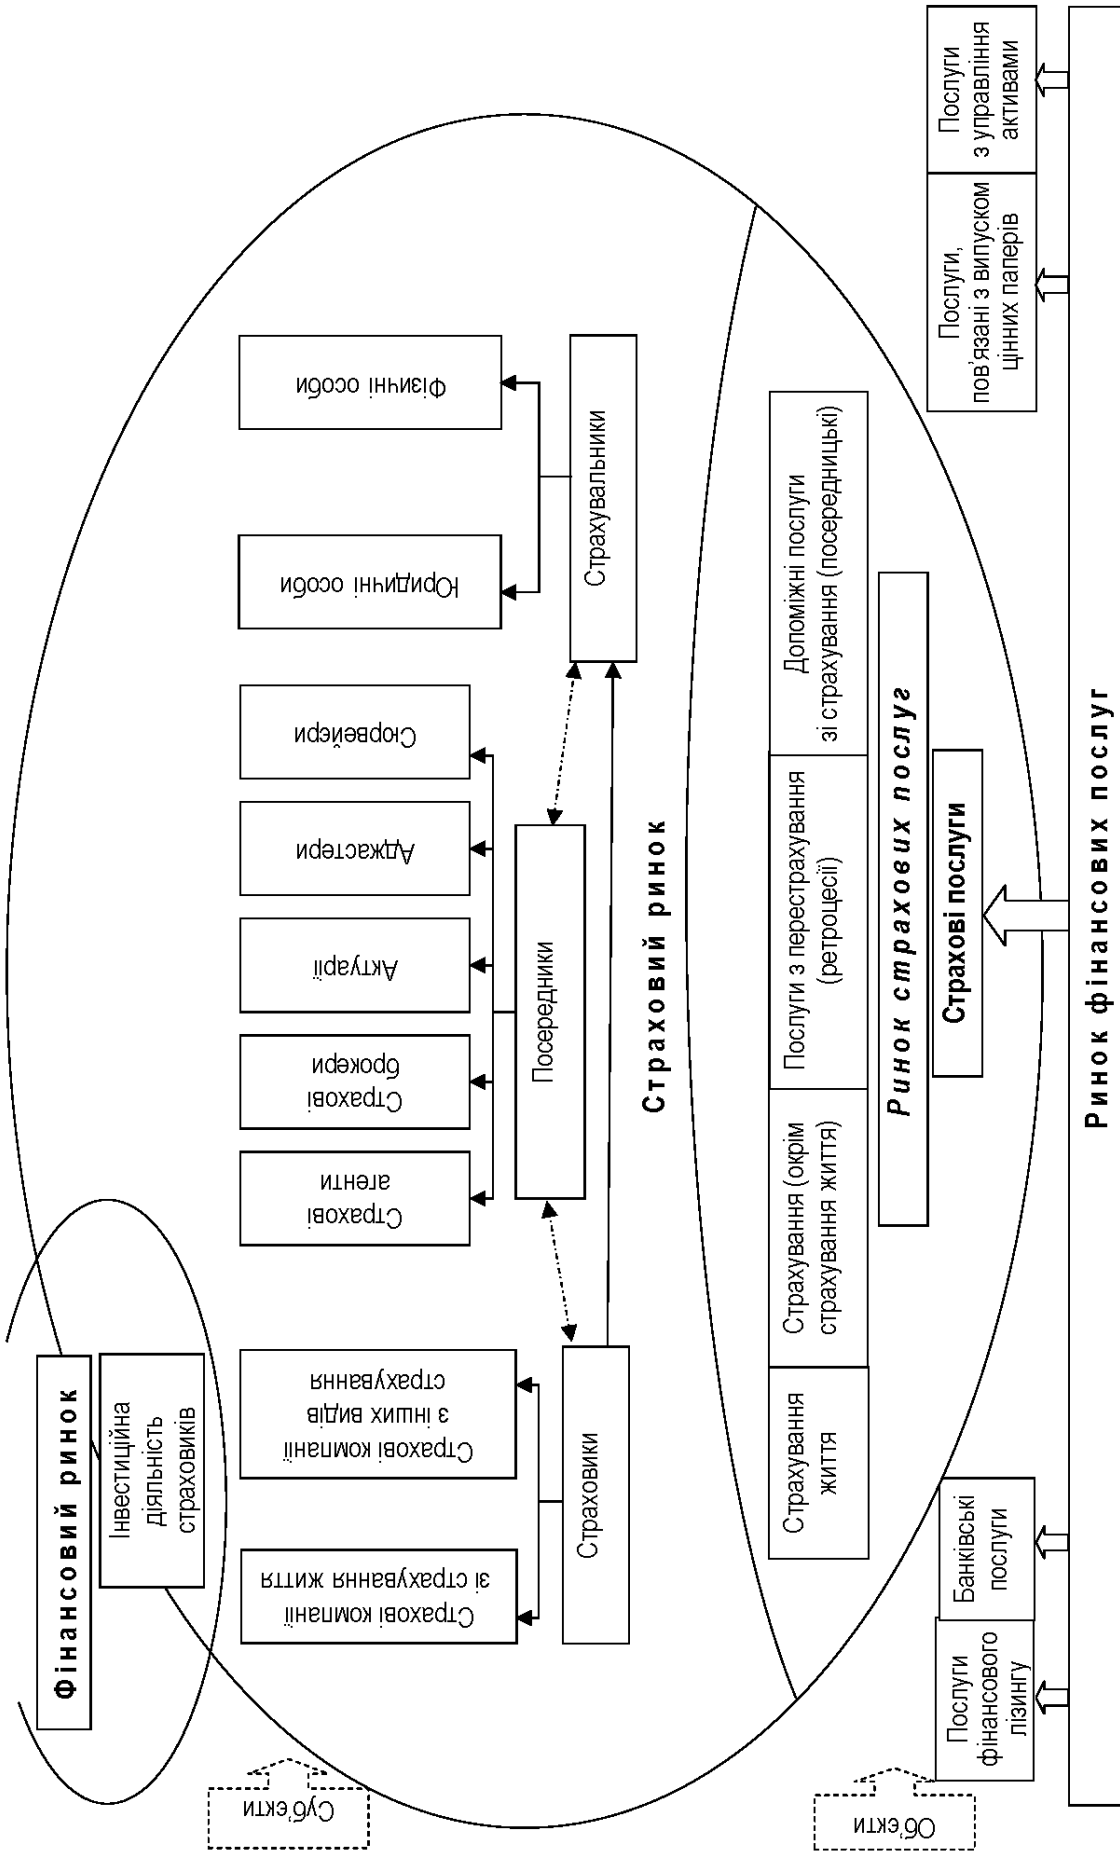 Фінансовий ринок
Інвестиційна
діяльність
страховиків
Суб'єкти
Страхові компанії
зі страхування життя
Страхові компанії
з інших видів
страхування
Страхові
агенти
Страхові
брокери
Актуарії
Аджастери
Сюрвейєри
Юридичні особи
Фізичні особи
Страховики
Посередники
Страхувальники
Страховий ринок
Об'єкти
Страхування
життя
Страхування (окрім
страхування життя)
Послуги з перестрахування
(ретроцесії)
Допоміжні послуги
зі страхування (посередницькі)
Ринок страхових послуг
Страхові послуги
Послуги
фінансового
лізингу
Банківські
послуги
Послуги,
пов'язані з випуском
цінних паперів
Послуги
з управління
активами
Ринок фінансових послуг